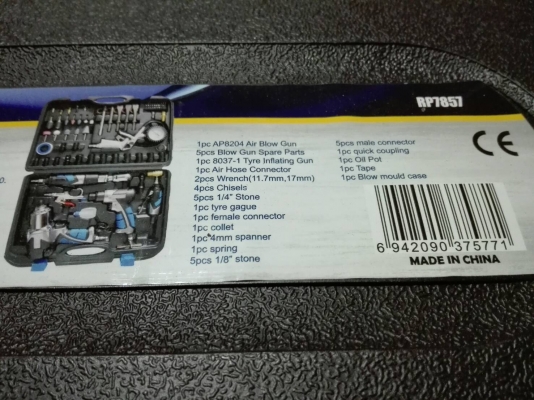 RP7857
1pc AP8204 Air Blow Gun
5pcs Blow Gun Spare Parts
1pc 8037-1 Tyre Inflating Gun
1pc Air Hose Connector
2pcs Wrench(11.7mm,17mm)
4pcs Chisels
5pcs 1/4" Stone
1pc tyre gague
1pc female connector
1pc collet
1pc 4mm spanner
1pc spring
5pcs 1/8" stone
5pcs male connector
1pc quick coupling
1pc Oil Pot
1pc Tape
1pc Blow mould case
CE
6 942090 375771
MADE IN CHINA